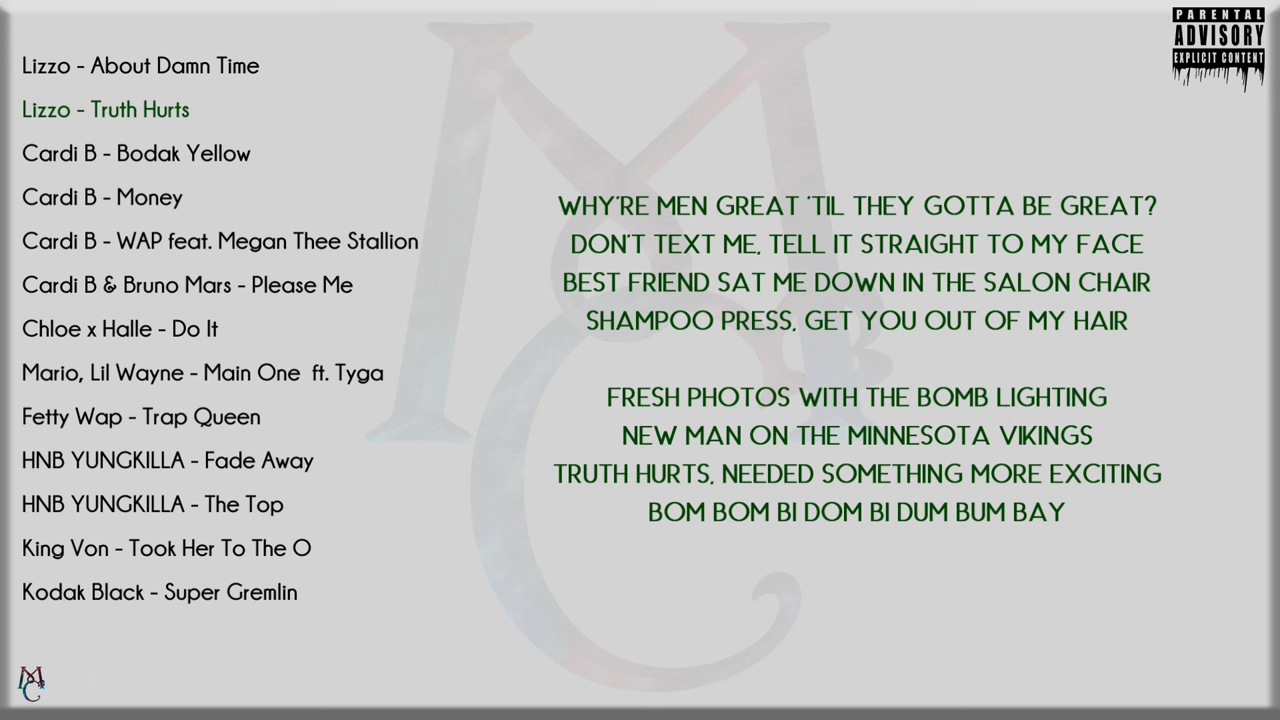 PARENTAL
ADVISORY
EXPLICIT CONTENT
Lizzo - About Damn Time
Lizzo - Truth Hurts
Cardi B - Bodak Yellow
Cardi B - Money
Cardi B - WAP feat. Megan Thee Stallion
Cardi B & Bruno Mars - Please Me
Chloe x Halle - Do It
Mario, Lil Wayne - Main One  ft. Tyga
Fetty Wap - Trap Queen
HNB YUNGKILLA - Fade Away
HNB YUNGKILLA - The Top
King Von - Took Her To The O
Kodak Black - Super Gremlin
WHY'RE MEN GREAT 'TIL THEY GOTTA BE GREAT?
DON'T TEXT ME, TELL IT STRAIGHT TO MY FACE
BEST FRIEND SAT ME DOWN IN THE SALON CHAIR
SHAMPOO PRESS, GET YOU OUT OF MY HAIR
FRESH PHOTOS WITH THE BOMB LIGHTING
NEW MAN ON THE MINNESOTA VIKINGS
TRUTH HURTS, NEEDED SOMETHING MORE EXCITING
BOM BOM BI DOM BI DUM BUM BAY